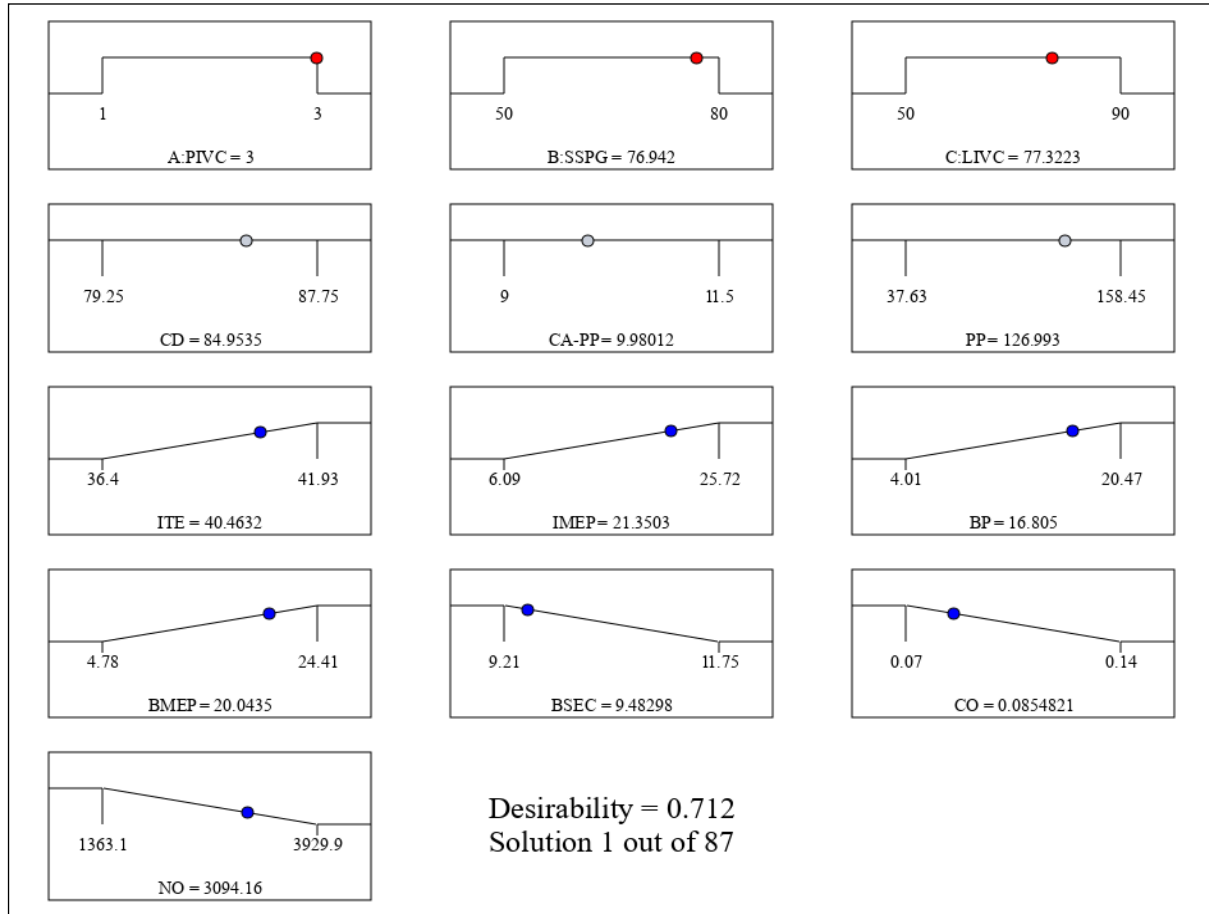 1 3
A:PIVC = 3
50 80
B:SSPG = 76.942
50 90
C:LIVC = 77.3223
79.25 87.75
CD = 84.9535
9 11.5
CA-PP= 9.98012
37.63 158.45
PP= 126.993
36.4 41.93
ITE = 40.4632
6.09 25.72
IMEP= 21.3503
4.01 20.47
BP = 16.805
4.78 24.41
BMEP = 20.0435
9.21 11.75
BSEC = 9.48298
0.07 0.14
CO = 0.0854821
1363.1 3929.9
NO = 3094.16
Desirability = 0.712
Solution 1 out of 87